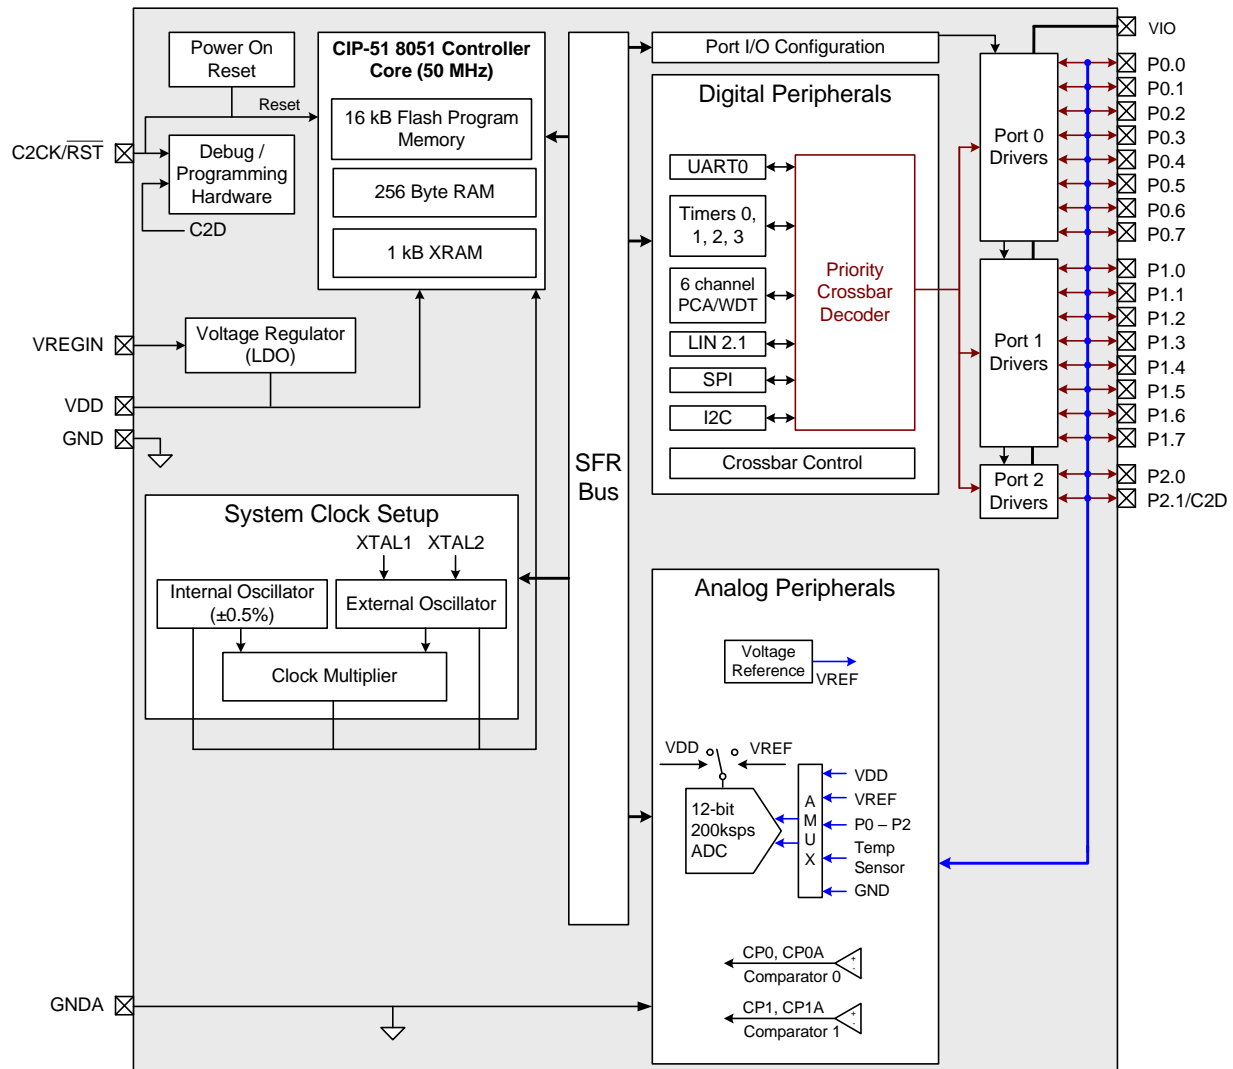 Power On
Reset
Reset
C2CK/RST
Debug /
Programming
Hardware
C2D
CIP-51 8051 Controller
Core (50 MHz)
16 kB Flash Program
Memory
256 Byte RAM
1 kB XRAM
VREGIN
Voltage Regulator
(LDO)
VDD
GND
System Clock Setup
XTAL1 XTAL2
Internal Oscillator
(±0.5%)
External Oscillator
Clock Multiplier
GNDA
SFR
Bus
Port I/O Configuration
Digital Peripherals
UART0
Timers 0,
1, 2, 3
6 channel
PCA/WDT
LIN 2.1
SPI
I2C
Priority
Crossbar
Decoder
Crossbar Control
Port 0
Drivers
Port 1
Drivers
Port 2
Drivers
VIO
P0.0
P0.1
P0.2
P0.3
P0.4
P0.5
P0.6
P0.7
P1.0
P1.1
P1.2
P1.3
P1.4
P1.5
P1.6
P1.7
P2.0
P2.1/C2D
Analog Peripherals
Voltage
Reference
VREF
VDD VREF
12-bit
200ksps
ADC
A
M
U
X
VDD
VREF
P0 – P2
Temp
Sensor
GND
CP0, CP0A
+
-
Comparator 0
CP1, CP1A
+
-
Comparator 1